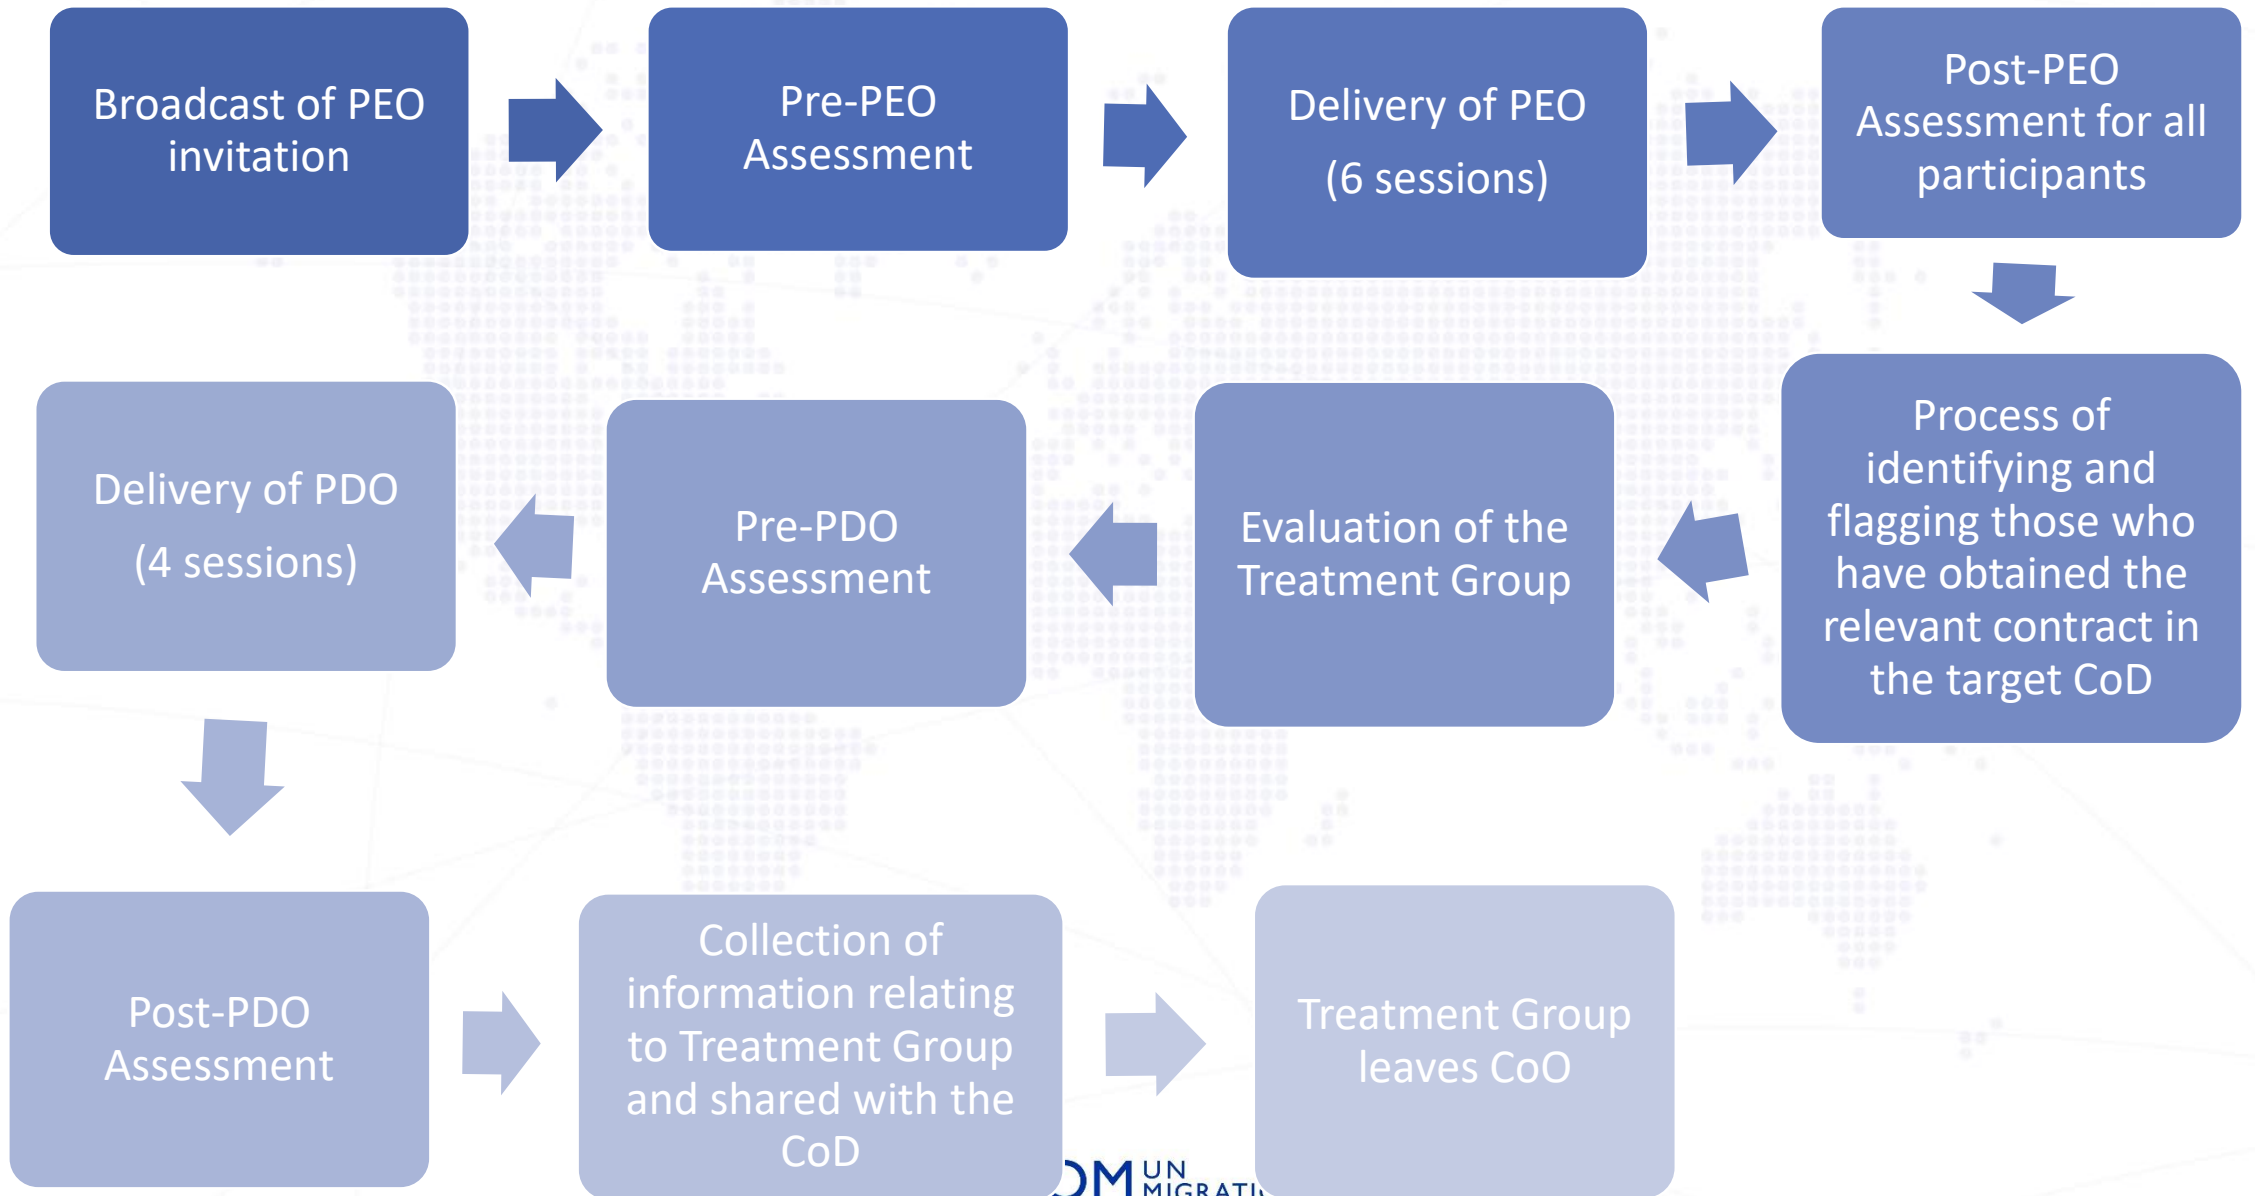 Broadcast of PEO
invitation
Pre-PEO
Assessment
Delivery of PEO
(6 sessions)
Post-PEO
Assessment for all
participants
Process of
identifying and
flagging those who
have obtained the
relevant contract in
the target CoD
Evaluation of the
Treatment Group
Pre-PDO
Assessment
Delivery of PDO
(4 sessions)
Post-PDO
Assessment
Collection of
information relating
to Treatment Group
and shared with the
CoD
Treatment Group
leaves CoO
UN